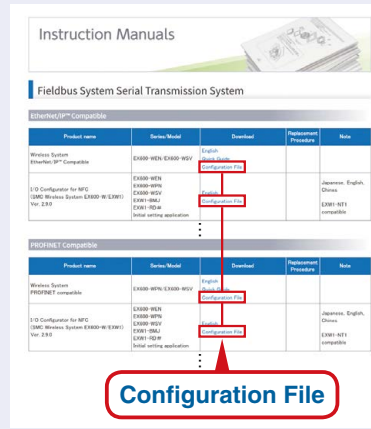 Instruction Manuals
Fieldbus System Serial Transmission System
EtherNet/IP™ Compatible
Product name Series/Model Download Replacement Procedure Note
Wireless System
EtherNet/IP™ Compatible
EX600-WEN/EX600-WSV
English
Quick Guide
Configuration File
I/O Configurator for NFC
(SMC Wireless System EX600-W/EXW1)
Ver. 2.9.0
EX600-WEN
EX600-WPN
EX600-WSV
EXW1-BMJ
EXW1-RD#
Initial setting application
English
Configuration File
Japanese, English,
Chines
EXW1-NT1
compatible
PROFINET Compatible
Product name Series/Model Download Replacement Procedure Note
Wireless System
PROFINET compatible
EX600-WPN/EX600-WSV
English
Quick Guide
Configuration File
I/O Configurator for NFC
(SMC Wireless System EX600-W/EXW1)
Ver. 2.9.0
EX600-WEN
EX600-WPN
EX600-WSV
EXW1-BMJ
EXW1-RD#
Initial setting application
English
Configuration File
Japanese, English,
Chines
EXW1-NT1
compatible
Configuration File